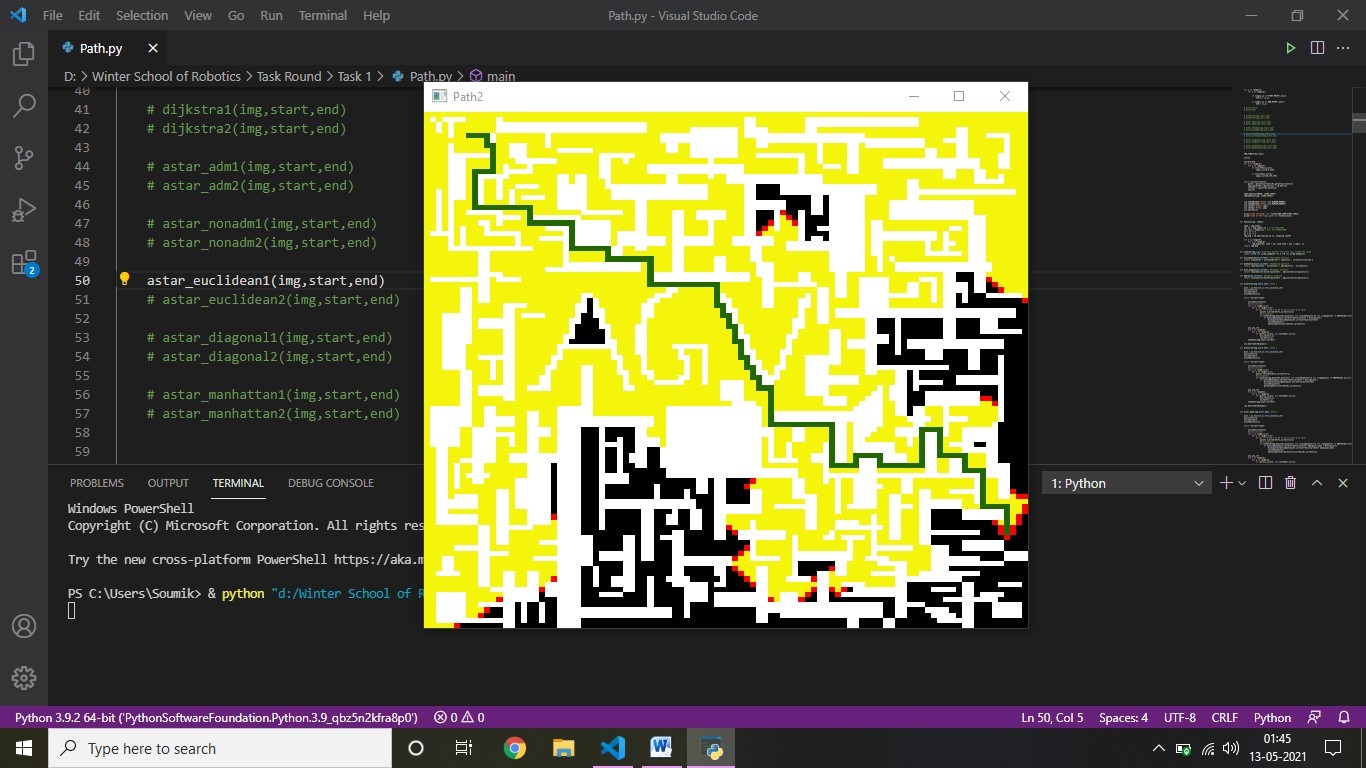 File Edit Selection View Go Run Terminal Help
Path.py - Visual Studio Code
Path.py
D: > Winter School of Robotics > Task Round > Task 1 > Path.py > main
40
41 # dijkstra1(img,start,end)
42 # dijkstra2(img,start,end)
43
44 # astar_adm1(img,start,end)
45 # astar_adm2(img,start,end)
46
47 # astar_nonadm1(img,start,end)
48 # astar_nonadm2(img,start,end)
49
50 astar_euclidean1(img,start,end)
51 # astar_euclidean2(img,start,end)
52
53 # astar_diagonal1(img,start,end)
54 # astar_diagonal2(img,start,end)
55
56 # astar_manhattan1(img,start,end)
57 # astar_manhattan2(img,start,end)
58
59
2
Path2
PROBLEMS OUTPUT TERMINAL DEBUG CONSOLE
1: Python
Windows PowerShell
Copyright (C) Microsoft Corporation. All rights res
Try the new cross-platform PowerShell https://aka.m
PS C:\Users\Soumik> & python "d:/Winter School of R
Python 3.9.2 64-bit ('PythonSoftwareFoundation.Python.3.9_qbz5n2kfra8p0') 0 0
Ln 50, Col 5 Spaces: 4 UTF-8 CRLF Python
Type here to search
01:45
13-05-2021